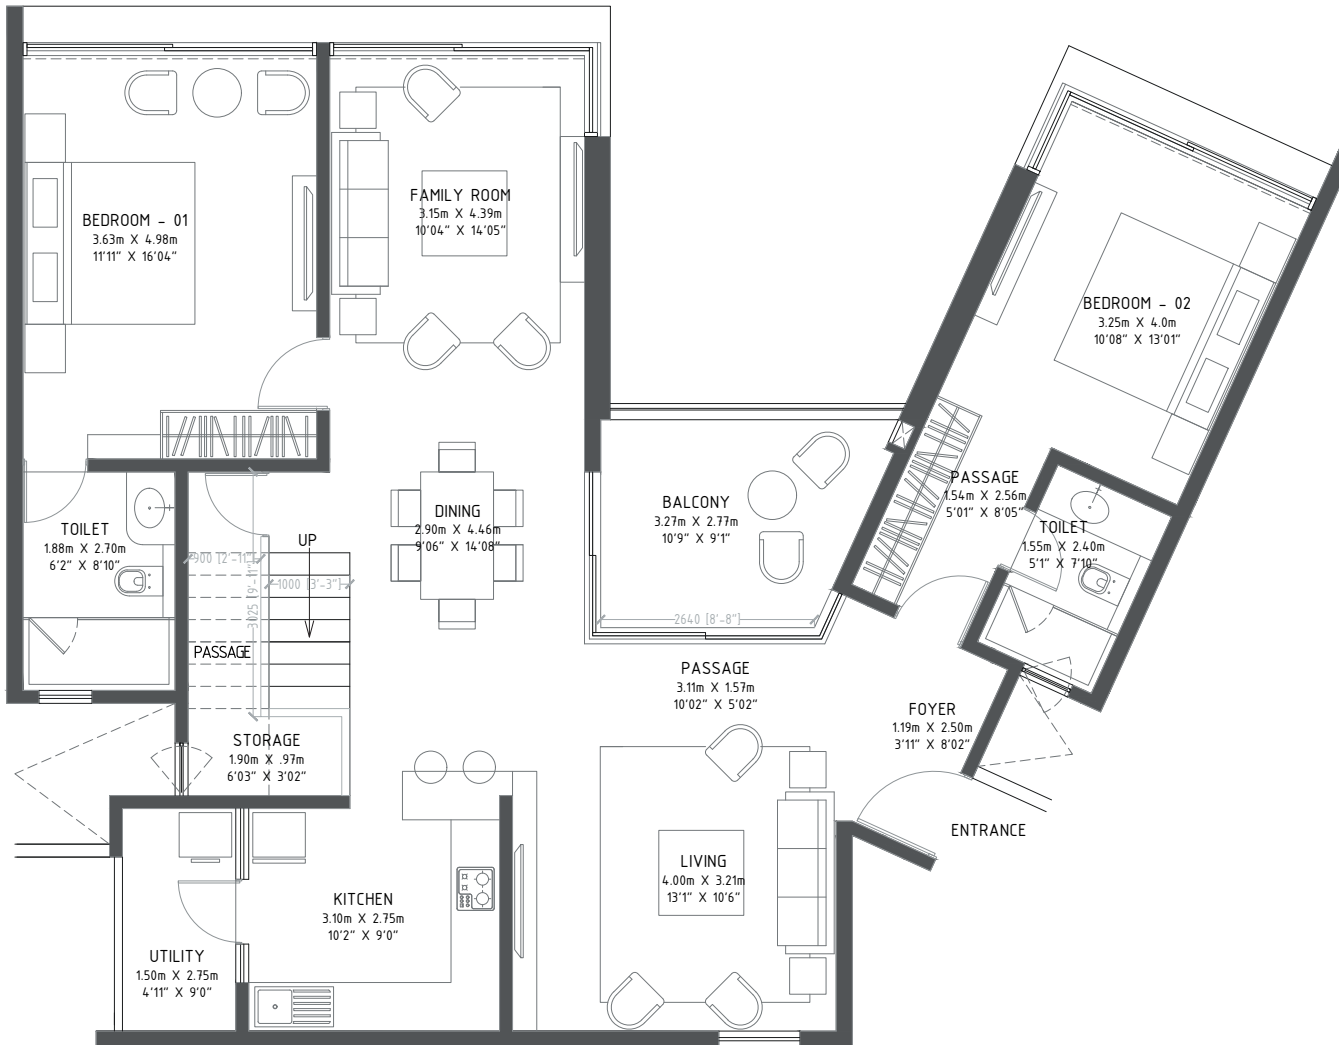 BEDROOM - 01
3.63m X 4.98m
11'11" X 16'04"
FAMILY ROOM
3.15m X 4.39m
10'04" X 14'05"
BEDROOM - 02
3.25m X 4.0m
10'08" X 13'01"
PASSAGE
1.54m X 2.56m
5'01" X 8'05"
TOILET
1.55m X 2.40m
5'1" X 7'10"
BALCONY
3.27m X 2.77m
10'9" X 9'1"
2640 [8'-8"]
DINING
2.90m X 4.46m
9'06" X 14'08"
TOILET
1.88m X 2.70m
6'2" X 8'10"
UP
900 [2'-11"]
1000 [3'-3"]
3025 [9'-11"]
PASSAGE
STORAGE
1.90m X .97m
6'03" X 3'02"
PASSAGE
3.11m X 1.57m
10'02" X 5'02"
FOYER
1.19m X 2.50m
3'11" X 8'02"
ENTRANCE
LIVING
4.00m X 3.21m
13'1" X 10'6"
KITCHEN
3.10m X 2.75m
10'2" X 9'0"
UTILITY
1.50m X 2.75m
4'11" X 9'0"